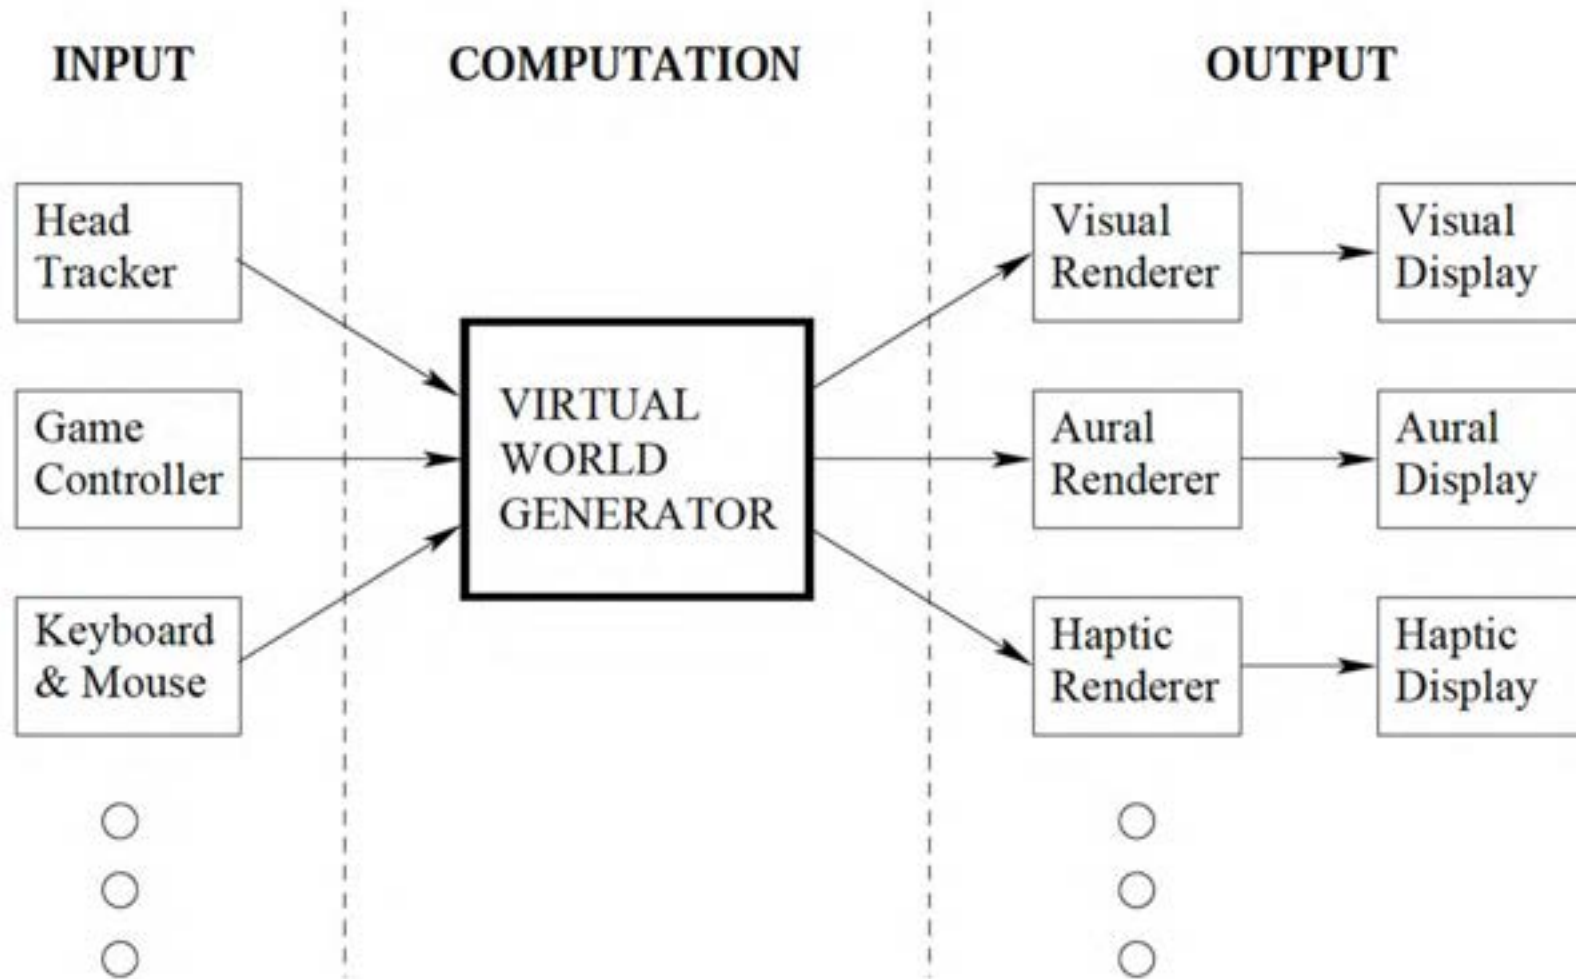 INPUT
COMPUTATION
OUTPUT
Head
Tracker
Game
Controller
Keyboard
& Mouse
VIRTUAL
WORLD
GENERATOR
Visual
Renderer
Visual
Display
Aural
Renderer
Aural
Display
Haptic
Renderer
Haptic
Display